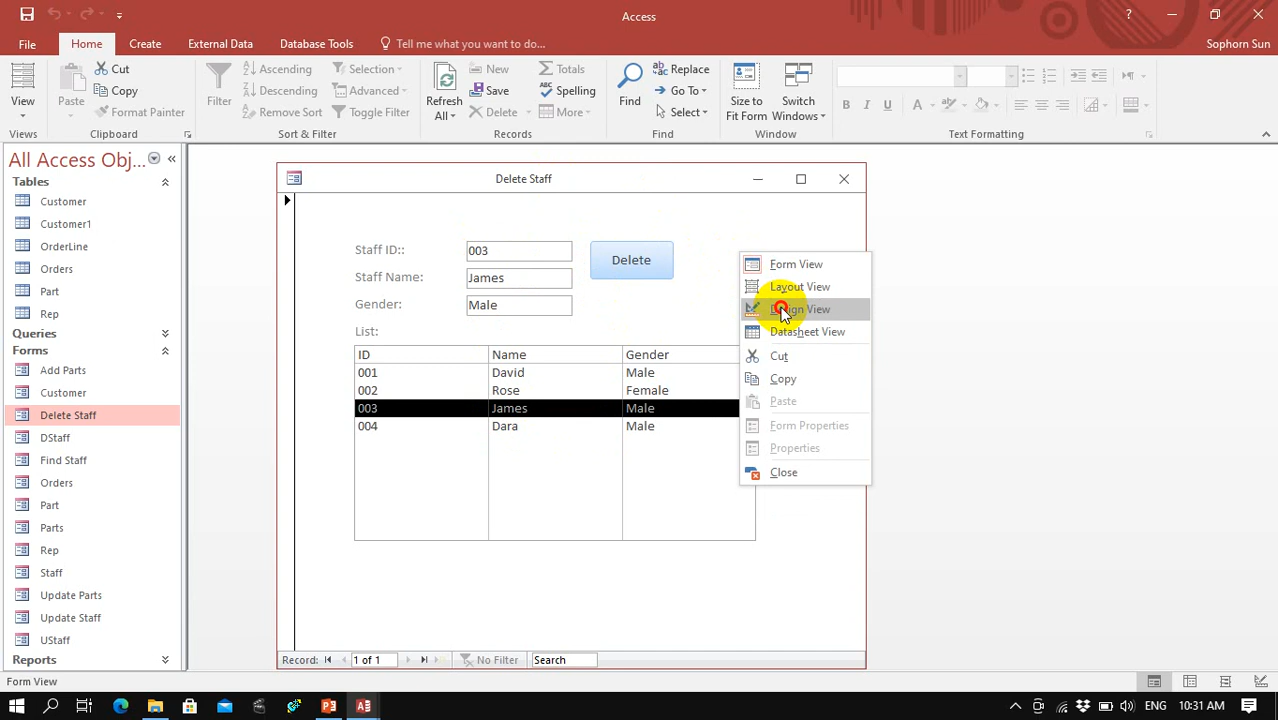 Access
?
File
Home
Create
External Data
Database Tools
Tell me what you want to do...
Sophorn Sun
View
Views
Paste
Cut
Copy
Format Painter
Clipboard
Filter
Ascending
Descending
Remove Sort
Selection
Advanced
Toggle Filter
Sort & Filter
Refresh
All
New
Save
Delete
Totals
Spelling
More
Records
Find
Replace
Go To
Select
Find
Size to
Fit Form
Switch
Windows
Window
B I U
A
Text Formatting
All Access Obj...
Tables
Customer
Customer1
OrderLine
Orders
Part
Rep
Queries
Forms
Add Parts
Customer
Delete Staff
DStaff
Find Staff
Orders
Part
Parts
Rep
Staff
Update Parts
Update Staff
UStaff
Reports
Delete Staff
Staff ID:: 003
Delete
Staff Name: James
Gender: Male
List:
ID Name Gender
001 David Male
002 Rose Female
003 James Male
004 Dara Male
Form View
Layout View
Design View
Datasheet View
Cut
Copy
Paste
Form Properties
Properties
Close
Record: 1 of 1 No Filter Search
Form View
ENG 10:31 AM